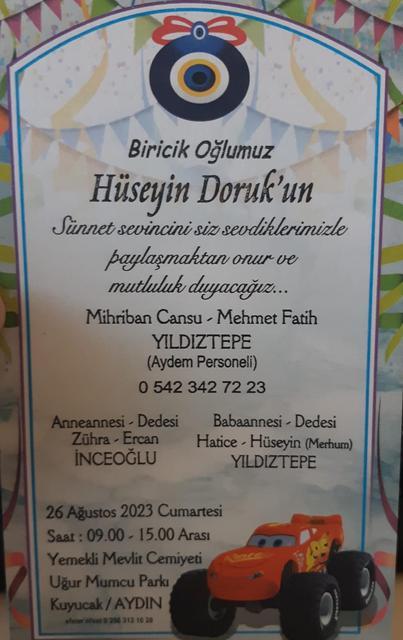 Biricik Oğlumuz
Hüseyin Doruk'un
Sünnet sevincini siz sevdiklerimizle
paylaşmaktan onur ve
mutluluk duyacağız...
Mihriban Cansu - Mehmet Fatih
YILDIZTEPE
(Aydem Personeli)
0 542 342 72 23
Anneannesi - Dedesi
Zühra - Ercan
İNCEOĞLU
Babaannesi - Dedesi
Hatice - Hüseyin (Merhum)
YILDIZTEPE
26 Ağustos 2023 Cumartesi
Saat : 09.00 - 15.00 Arası
Yemekli Mevlit Cemiyeti
Uğur Mumcu Parkı
Kuyucak / AYDIN